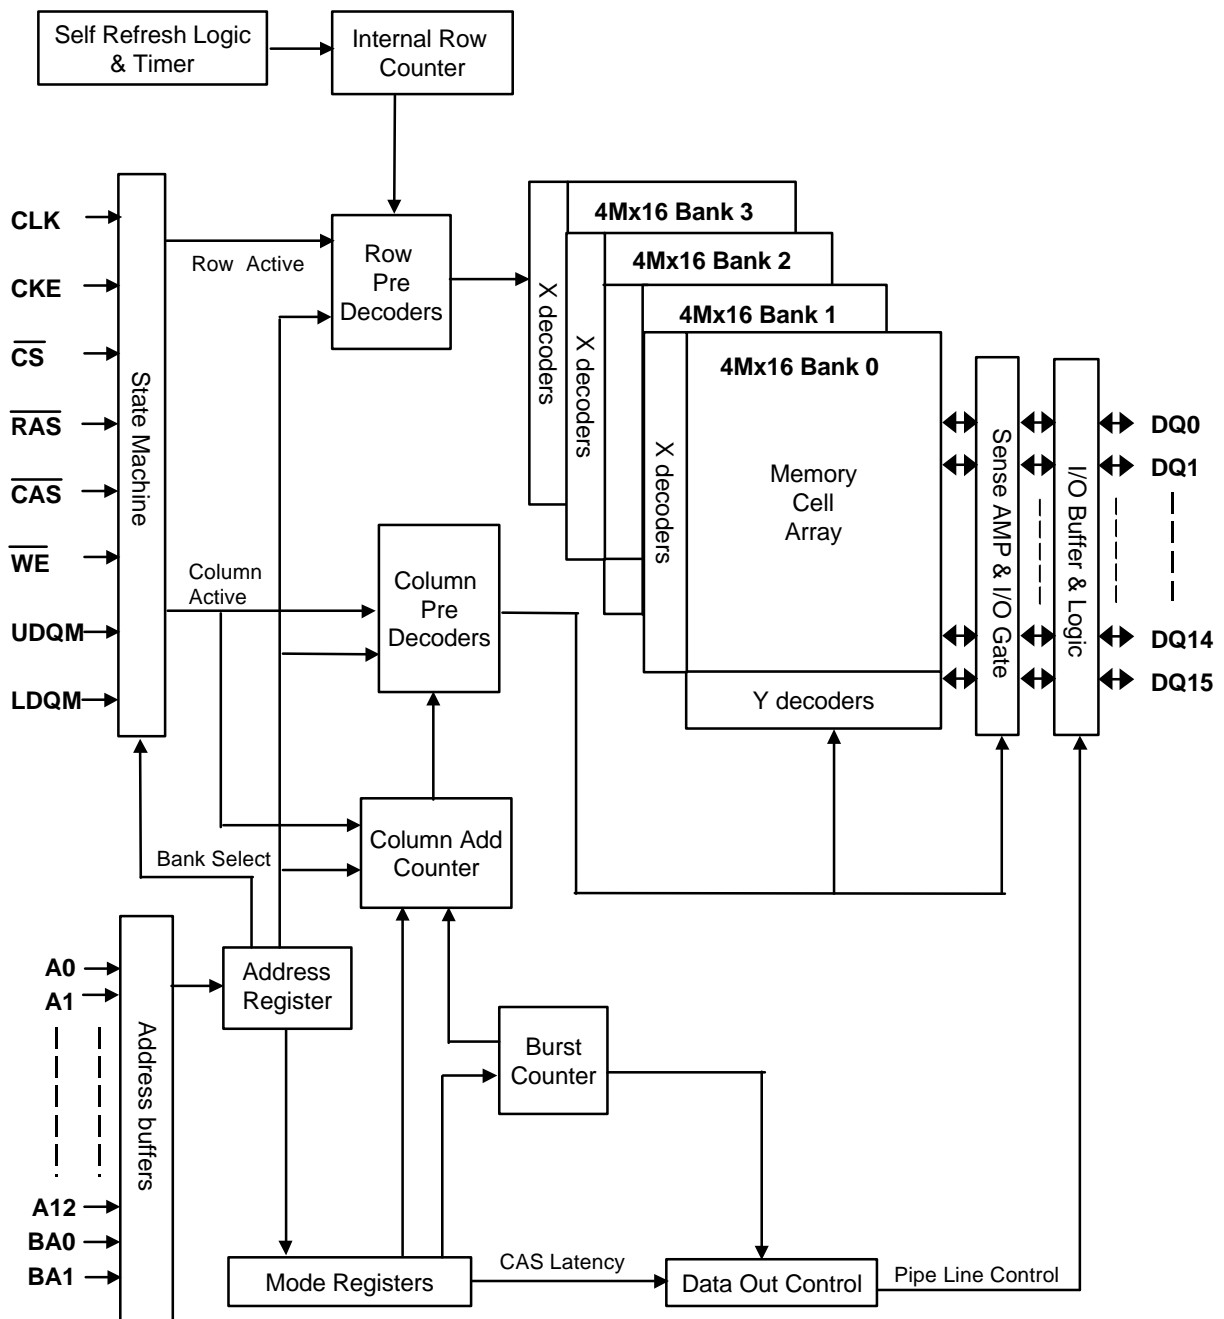 Self Refresh Logic
& Timer
Internal Row
Counter
CLK
CKE
CS
RAS
CAS
WE
UDQM
LDQM
State Machine
Row Active
Row
Pre
Decoders
Column
Active
Column
Pre
Decoders
X decoders
4Mx16 Bank 3
X decoders
4Mx16 Bank 2
4Mx16 Bank 1
X decoders
4Mx16 Bank 0
Memory
Cell
Array
Y decoders
Sense AMP & I/O Gate
I/O Buffer & Logic
DQ0
DQ1
DQ14
DQ15
Bank Select
Column Add
Counter
A0
A1
A12
BA0
BA1
Address buffers
Address
Register
Burst
Counter
Mode Registers
CAS Latency
Data Out Control
Pipe Line Control